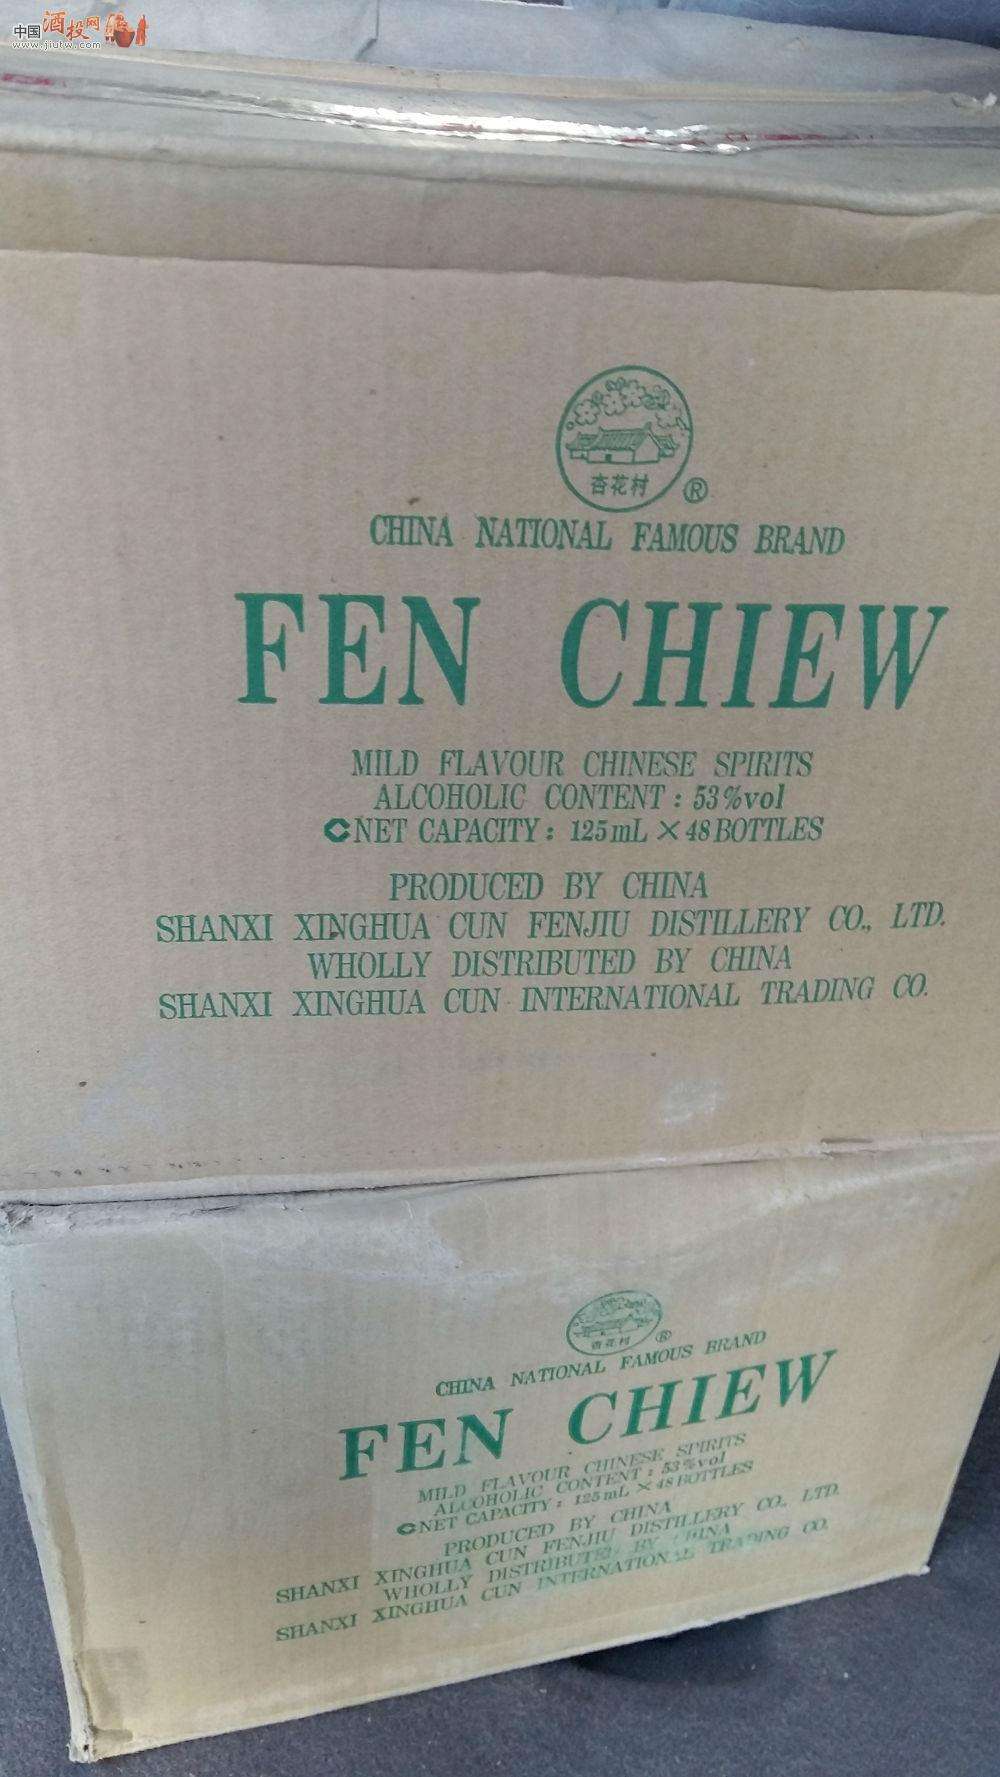 中国酒投网
www.jiutw.com
杏花村
®
CHINA NATIONAL FAMOUS BRAND
FEN CHIEW
MILD FLAVOUR CHINESE SPIRITS
ALCOHOLIC CONTENT : 53%vol
NET CAPACITY : 125mL × 48BOTTLES
PRODUCED BY CHINA
SHANXI XINGHUA CUN FENJIU DISTILLERY CO., LTD.
WHOLLY DISTRIBUTED BY CHINA
SHANXI XINGHUA CUN INTERNATIONAL TRADING CO.
杏花村
®
CHINA NATIONAL FAMOUS BRAND
FEN CHIEW
MILD FLAVOUR CHINESE SPIRITS
ALCOHOLIC CONTENT : 53%vol
NET CAPACITY : 125mL × 48BOTTLES
PRODUCED BY CHINA
SHANXI XINGHUA CUN FENJIU DISTILLERY CO., LTD.
WHOLLY DISTRIBUTED BY CHINA
SHANXI XINGHUA CUN INTERNATIONAL TRADING CO.